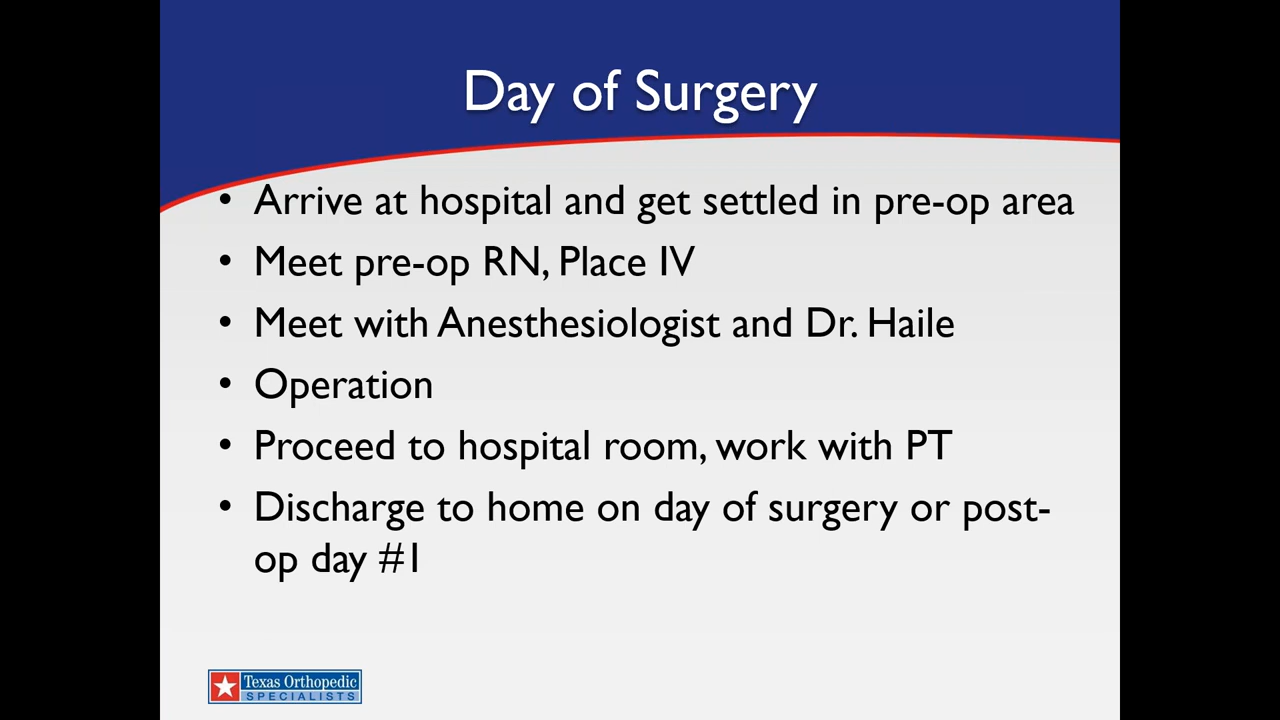 Day of Surgery
• Arrive at hospital and get settled in pre-op area
• Meet pre-op RN, Place IV
• Meet with Anesthesiologist and Dr. Haile
• Operation
• Proceed to hospital room, work with PT
• Discharge to home on day of surgery or post-
op day #1
Texas Orthopedic
SPECIALISTS